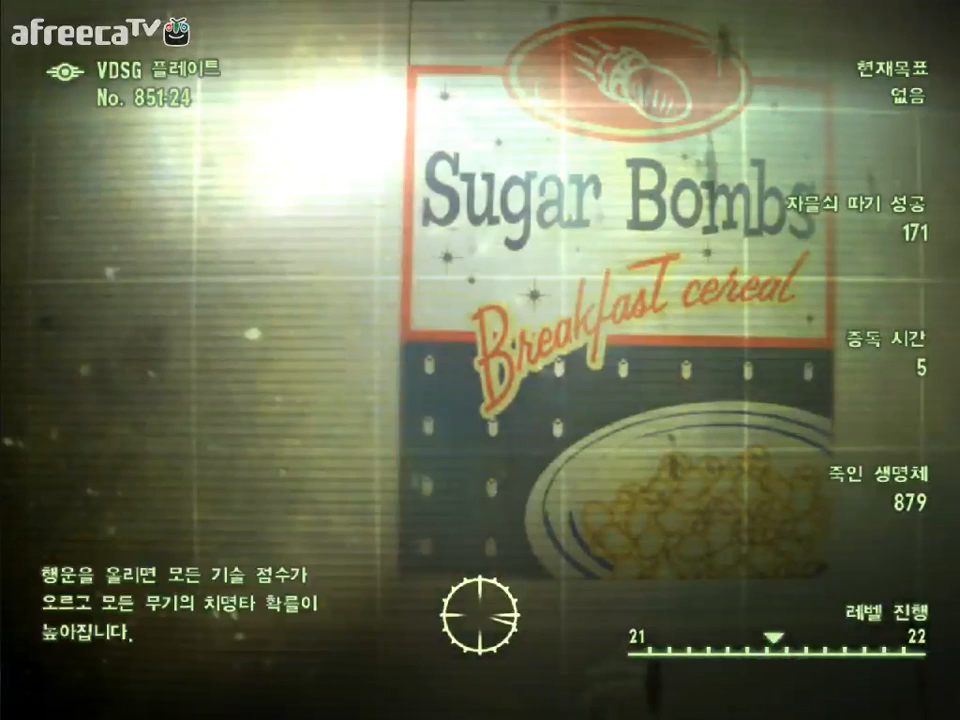 afreecaTV
VDSG 플레이트
No. 851-24
현재목표
없음
Sugar Bombs
Breakfast cereal
자물쇠 따기 성공
171
중독 시간
5
죽인 생명체
879
행운을 올리면 모든 기술 점수가
오르고 모든 무기의 치명타 확률이
높아집니다.
레벨 진행
21 22